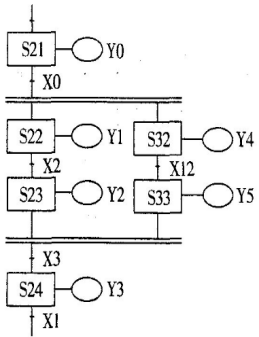 S21 Y0
X0
S22 Y1 S32 Y4
X2 X12
S23 Y2 S33 Y5
X3
S24 Y3
X1